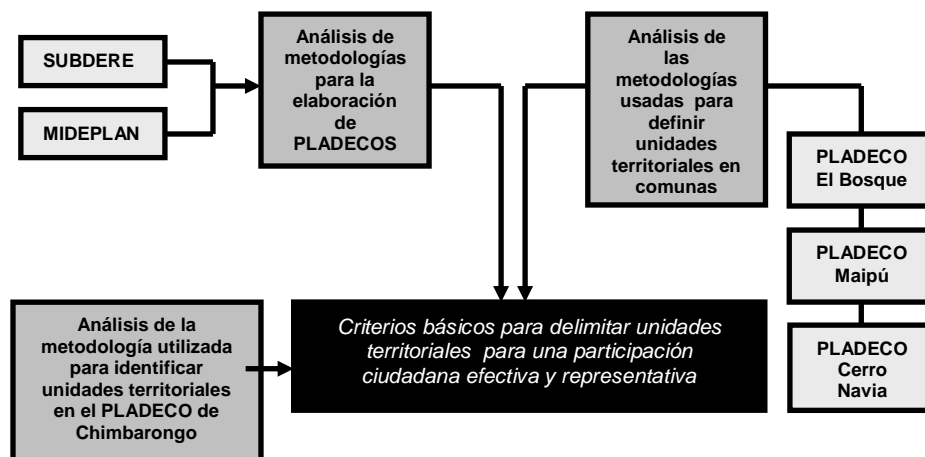 SUBDERE
MIDEPLAN
Análisis de
metodologías
para la
elaboración
de
PLADECOS
Análisis de
las
metodologías
usadas para
definir
unidades
territoriales en
comunas
PLADECO
El Bosque
PLADECO
Maipú
PLADECO
Cerro
Navia
Análisis de la
metodología utilizada
para identificar
unidades territoriales
en el PLADECO de
Chimbarongo
Criterios básicos para delimitar unidades
territoriales para una participación
ciudadana efectiva y representativa